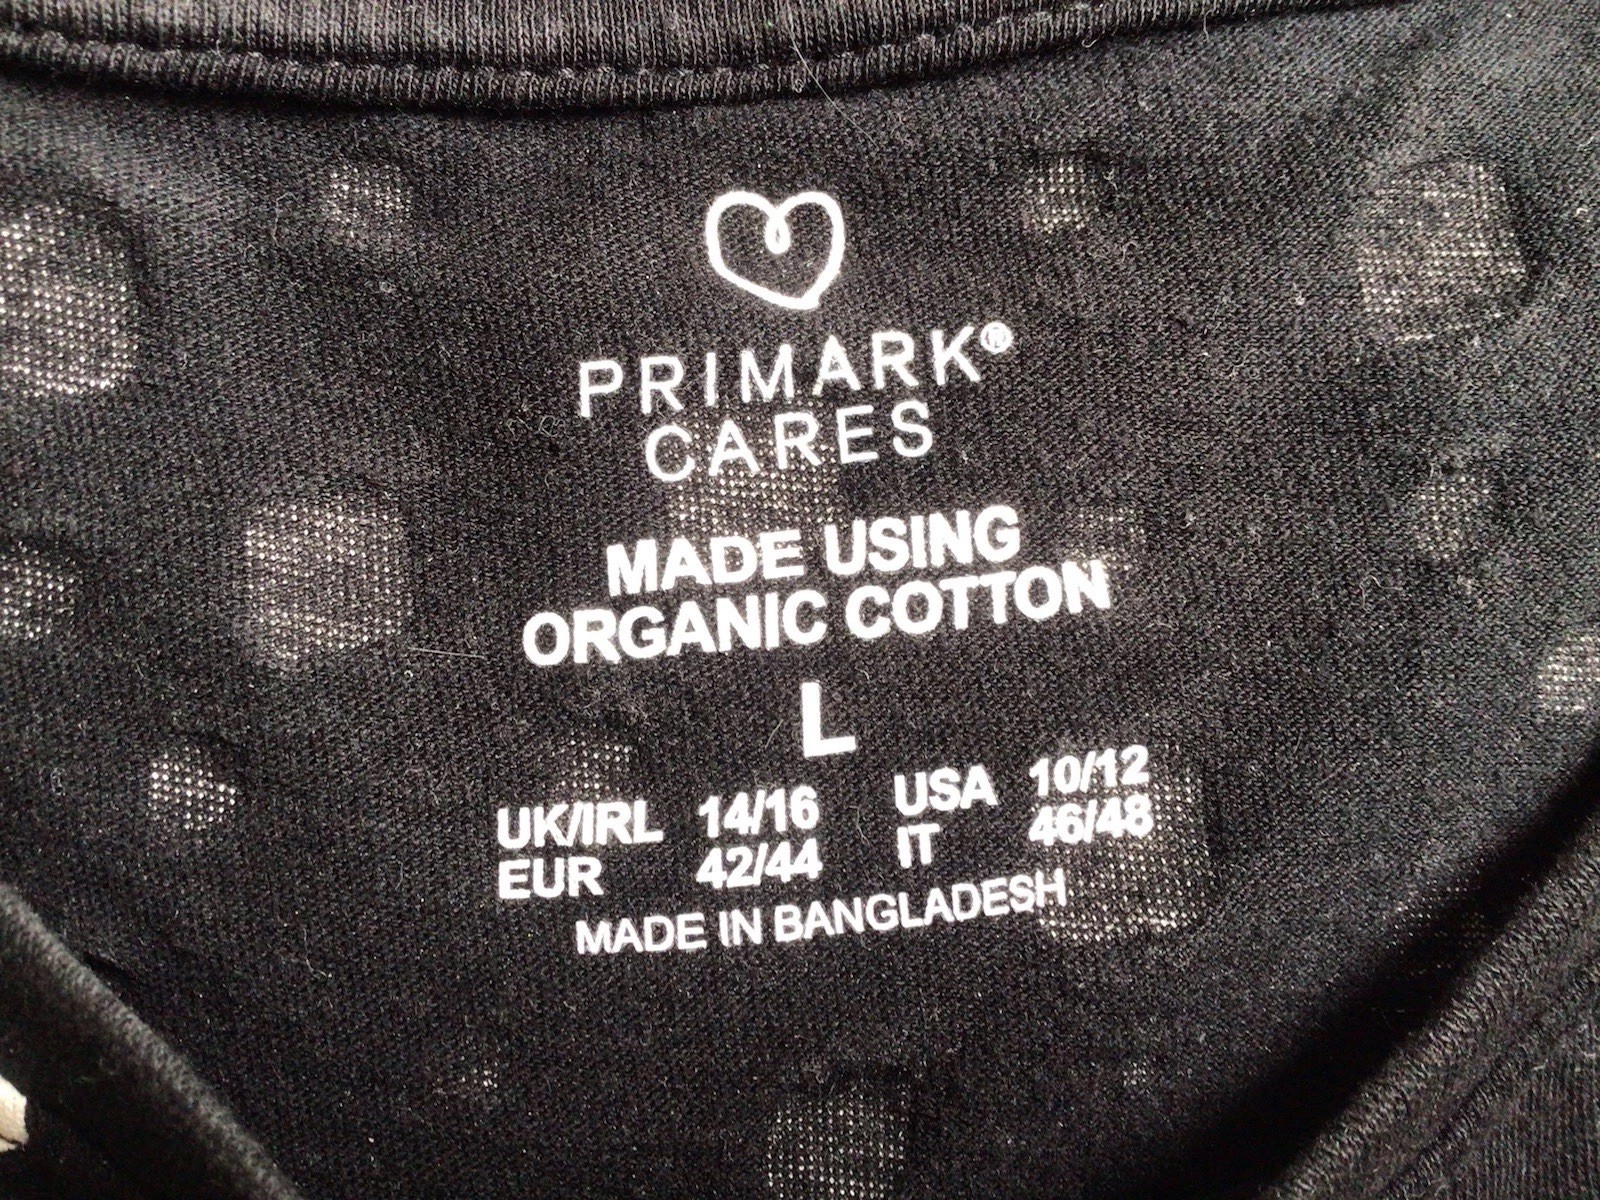 PRIMARK®
CARES
MADE USING
ORGANIC COTTON
L
UK/IRL 14/16 USA 10/12
EUR 42/44 IT 46/48
MADE IN BANGLADESH